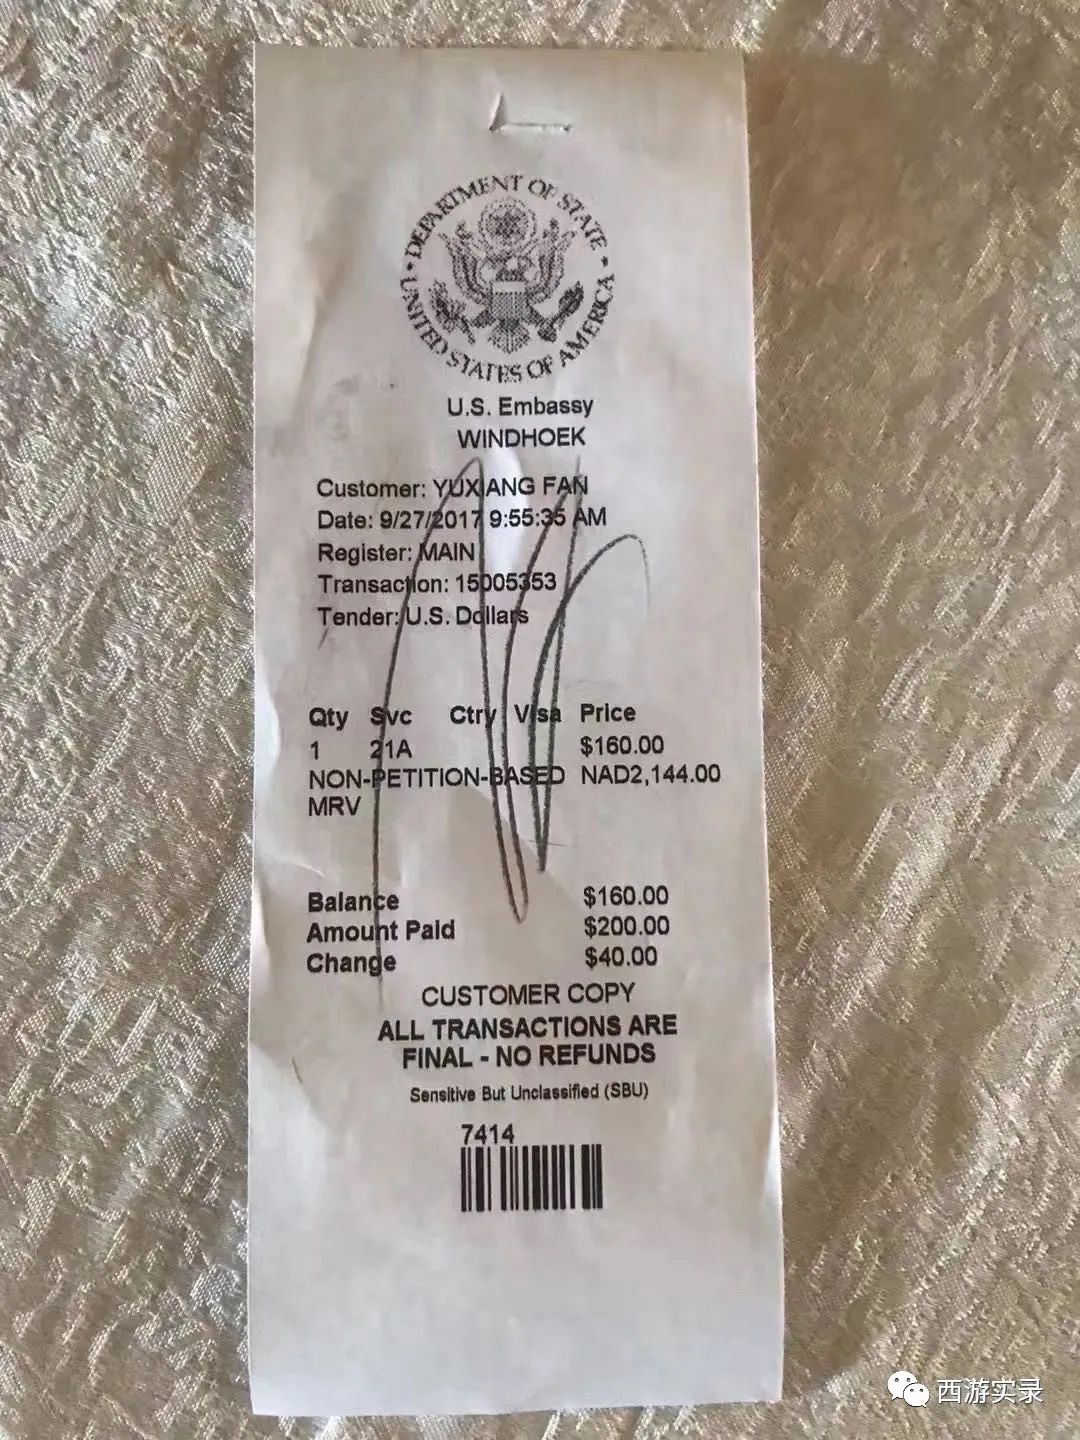 DEPARTMENT OF STATE
UNITED STATES OF AMERICA
U.S. Embassy
WINDHOEK
Customer: YUXIANG FAN
Date: 9/27/2017 9:55:35 AM
Register: MAIN
Transaction: 15005353
Tender: U.S. Dollars
Qty Svc Ctry Visa Price
1 21A $160.00
NON-PETITION-BASED NAD2,144.00
MRV
Balance $160.00
Amount Paid $200.00
Change $40.00
CUSTOMER COPY
ALL TRANSACTIONS ARE
FINAL - NO REFUNDS
Sensitive But Unclassified (SBU)
7414
西游实录